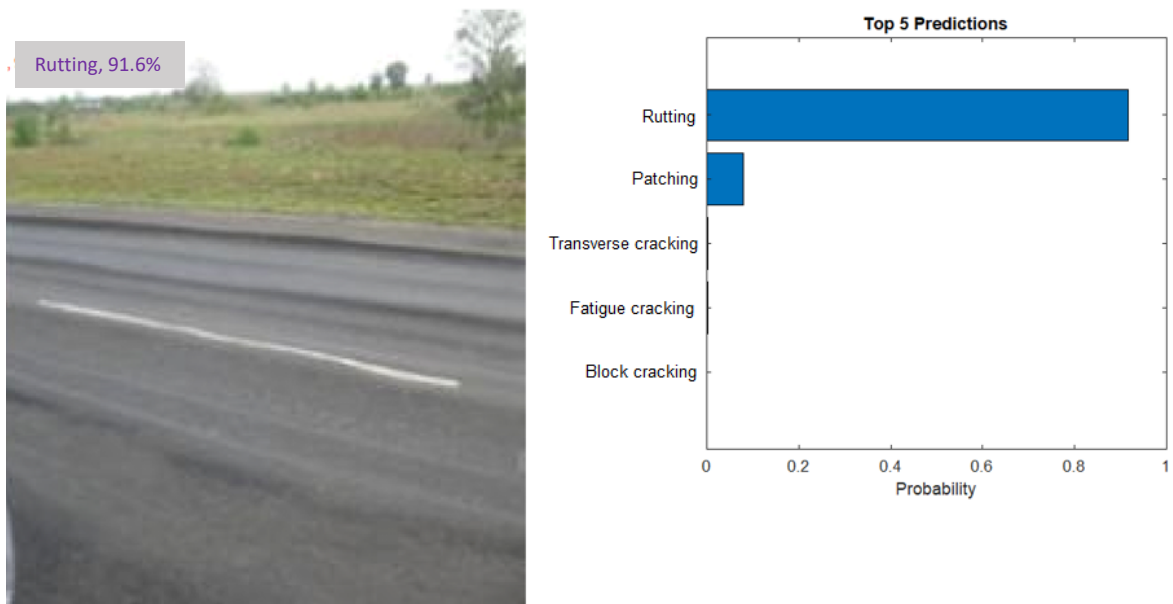 Rutting, 91.6%
Top 5 Predictions
Rutting
Patching
Transverse cracking
Fatigue cracking
Block cracking
0 0.2 0.4 0.6 0.8 1
Probability